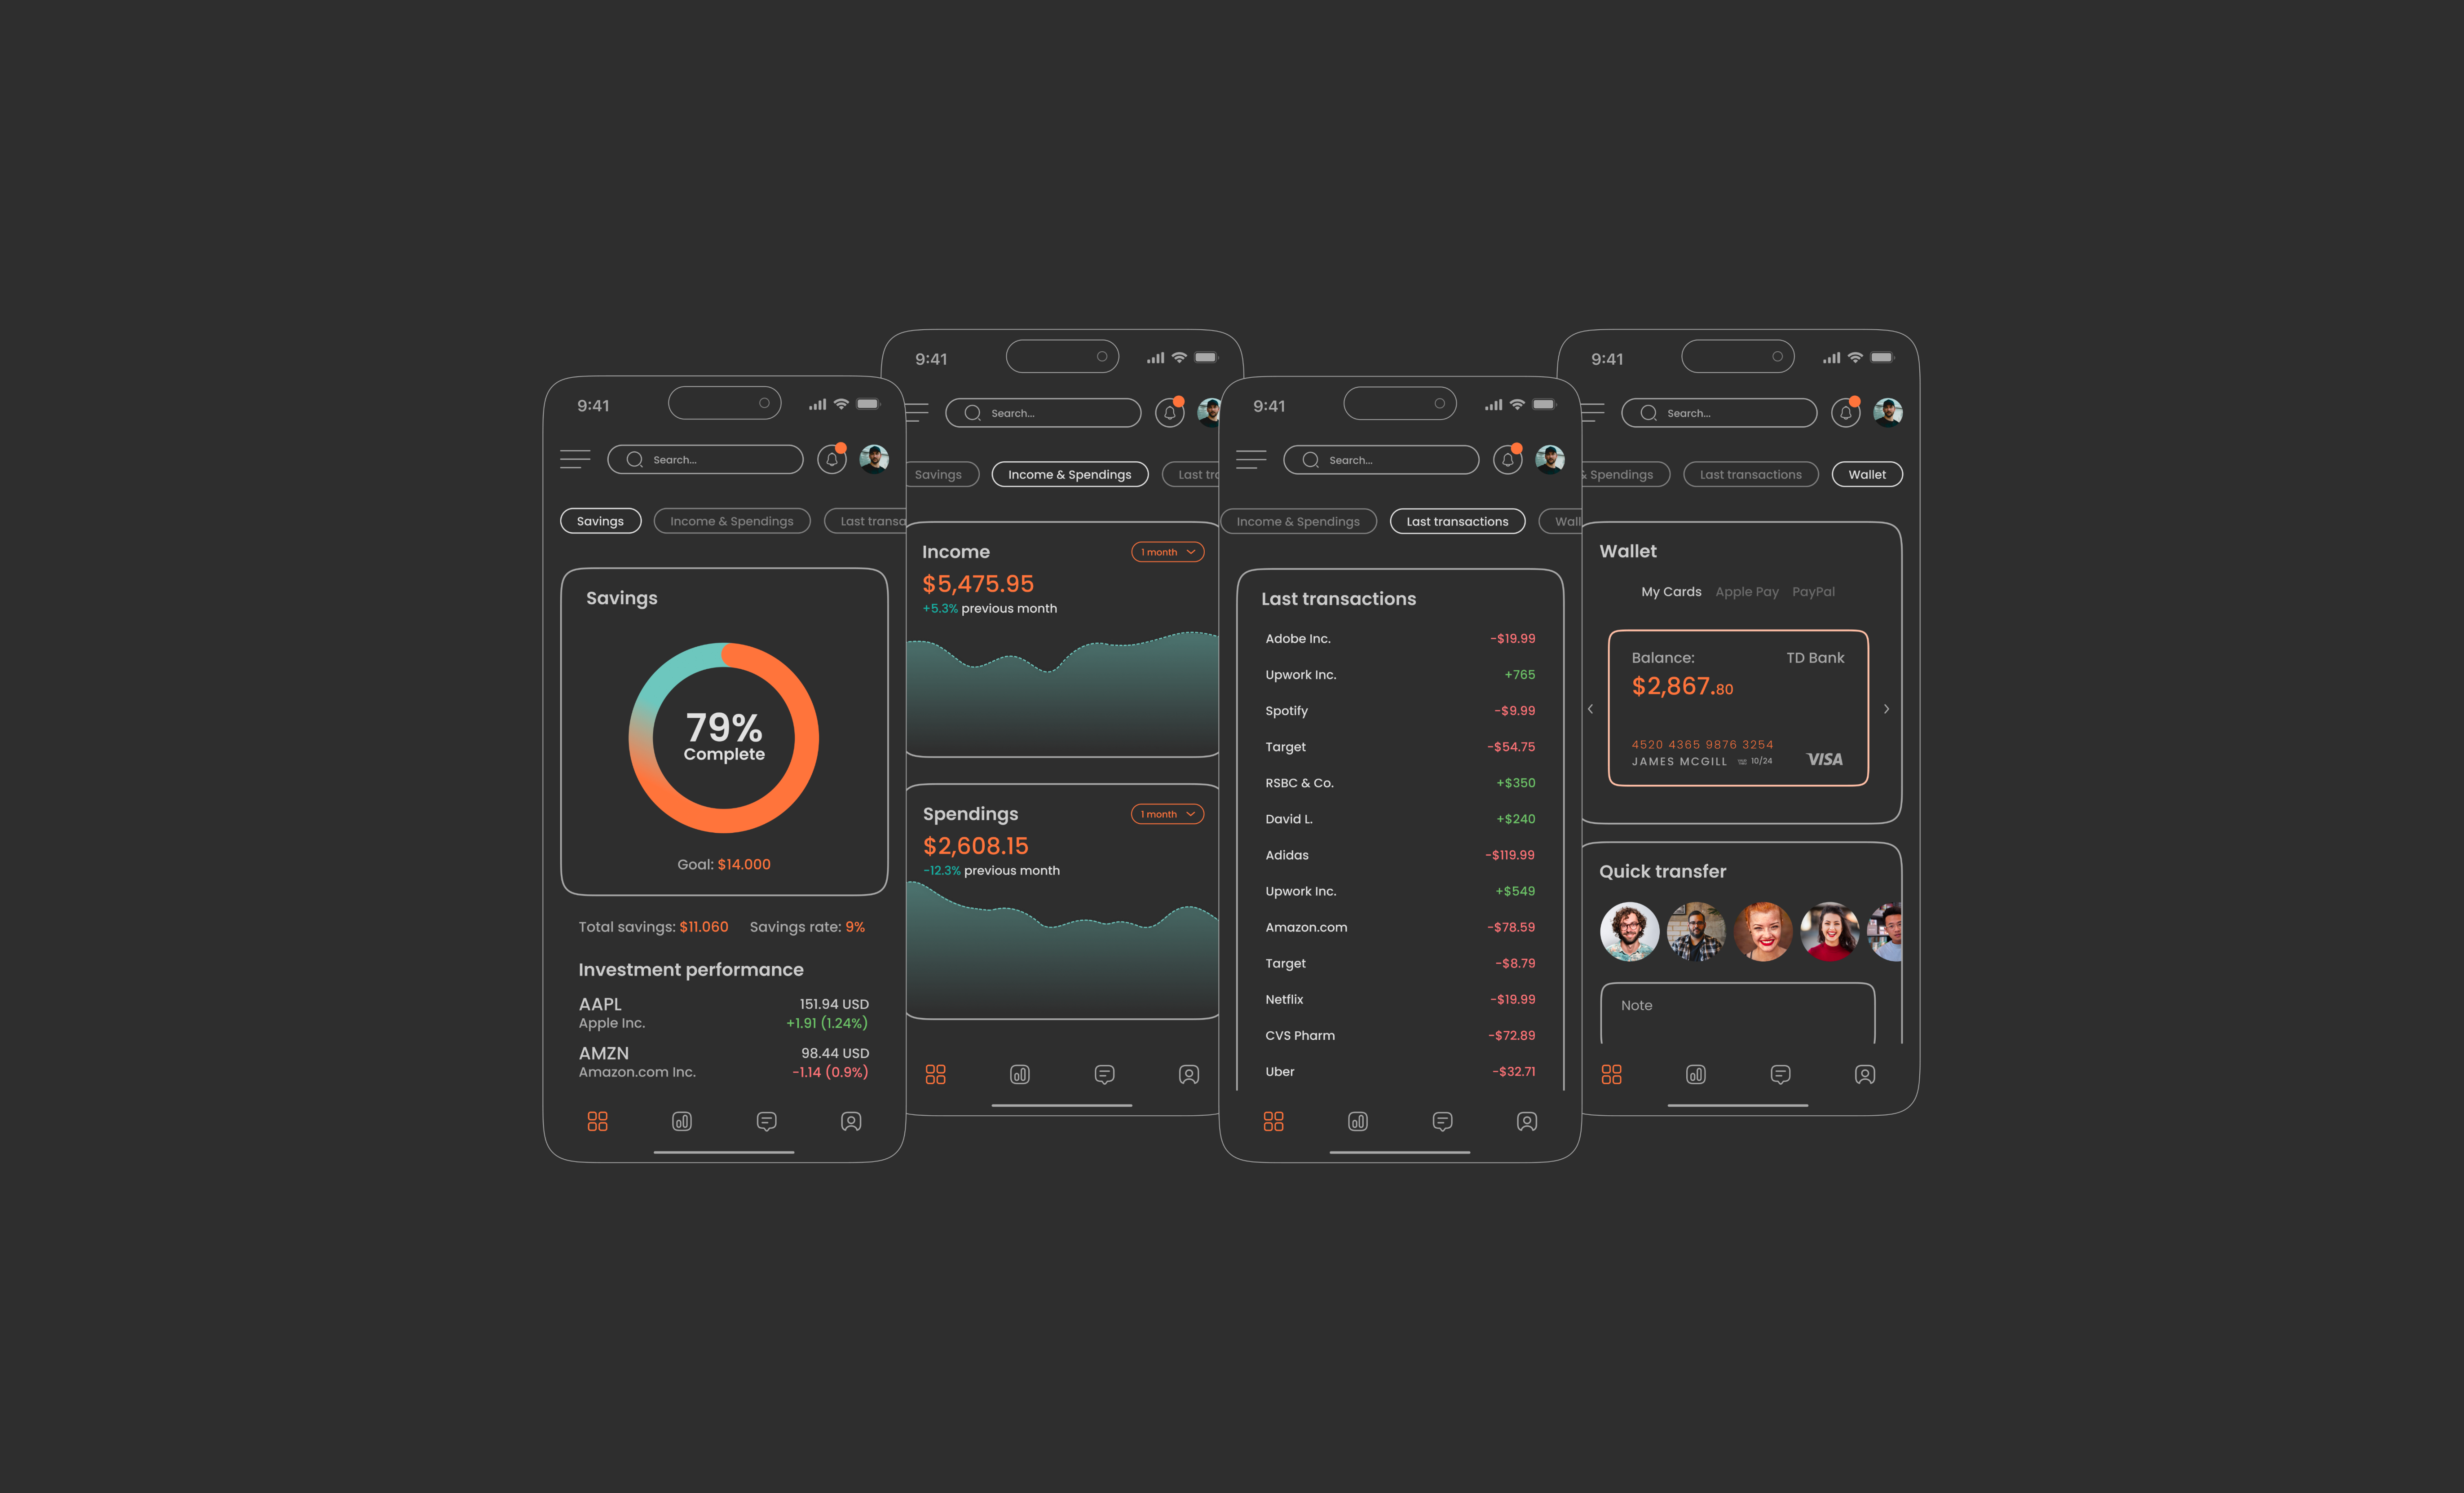 9:41
Search...
Savings Income & Spendings Last transa
Savings
79%
Complete
Goal: $14.000
Total savings: $11.060 Savings rate: 9%
Investment performance
AAPL 151.94 USD
Apple Inc. +1.91 (1.24%)
AMZN 98.44 USD
Amazon.com Inc. -1.14 (0.9%)
9:41
Search...
Savings Income & Spendings Last tra
Income 1 month
$5,475.95
+5.3% previous month
Spendings 1 month
$2,608.15
-12.3% previous month
9:41
Search...
Income & Spendings Last transactions Wall
Last transactions
Adobe Inc. -$19.99
Upwork Inc. +765
Spotify -$9.99
Target -$54.75
RSBC & Co. +$350
David L. +$240
Adidas -$119.99
Upwork Inc. +$549
Amazon.com -$78.59
Target -$8.79
Netflix -$19.99
CVS Pharm -$72.89
Uber -$32.71
9:41
Search...
& Spendings Last transactions Wallet
Wallet
My Cards Apple Pay PayPal
Balance: TD Bank
$2,867.80
4520 4365 9876 3254
JAMES MCGILL 10/24 VISA
Quick transfer
Note